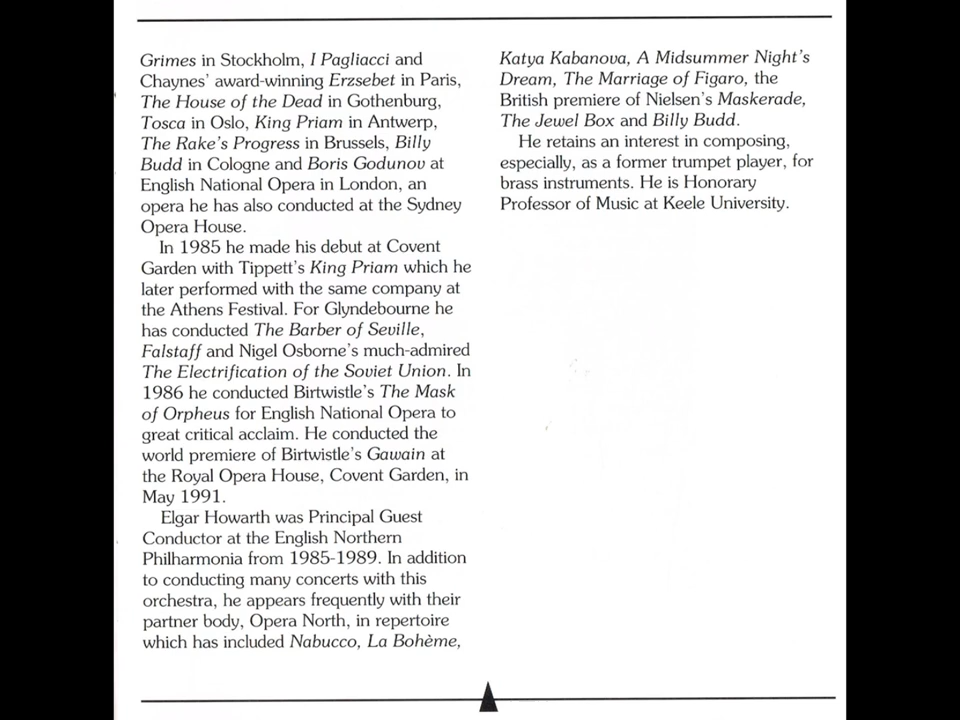 Grimes in Stockholm, I Pagliacci and
Chaynes' award-winning Erzsebet in Paris,
The House of the Dead in Gothenburg,
Tosca in Oslo, King Priam in Antwerp,
The Rake's Progress in Brussels, Billy
Budd in Cologne and Boris Godunov at
English National Opera in London, an
opera he has also conducted at the Sydney
Opera House.
In 1985 he made his debut at Covent
Garden with Tippett's King Priam which he
later performed with the same company at
the Athens Festival. For Glyndebourne he
has conducted The Barber of Seville,
Falstaff and Nigel Osborne's much-admired
The Electrification of the Soviet Union. In
1986 he conducted Birtwistle's The Mask
of Orpheus for English National Opera to
great critical acclaim. He conducted the
world premiere of Birtwistle's Gawain at
the Royal Opera House, Covent Garden, in
May 1991.
Elgar Howarth was Principal Guest
Conductor at the English Northern
Philharmonia from 1985-1989. In addition
to conducting many concerts with this
orchestra, he appears frequently with their
partner body, Opera North, in repertoire
which has included Nabucco, La Bohème,
Katya Kabanova, A Midsummer Night's
Dream, The Marriage of Figaro, the
British premiere of Nielsen's Maskerade,
The Jewel Box and Billy Budd.
He retains an interest in composing,
especially, as a former trumpet player, for
brass instruments. He is Honorary
Professor of Music at Keele University.